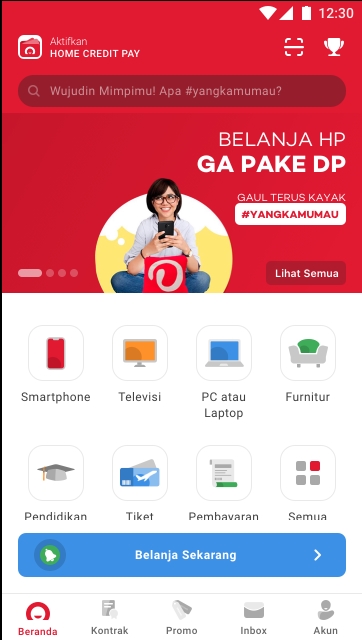 12:30
Aktifkan
HOME CREDIT PAY
Wujudin Mimpimu! Apa #yangkamumau?
BELANJA HP
GA PAKE DP
GAUL TERUS KAYAK
#YANGKAMUMAU
Lihat Semua
Smartphone
Televisi
PC atau
Laptop
Furnitur
Pendidikan
Tiket
Pembayaran
Semua
Belanja Sekarang
Beranda
Kontrak
Promo
Inbox
Akun